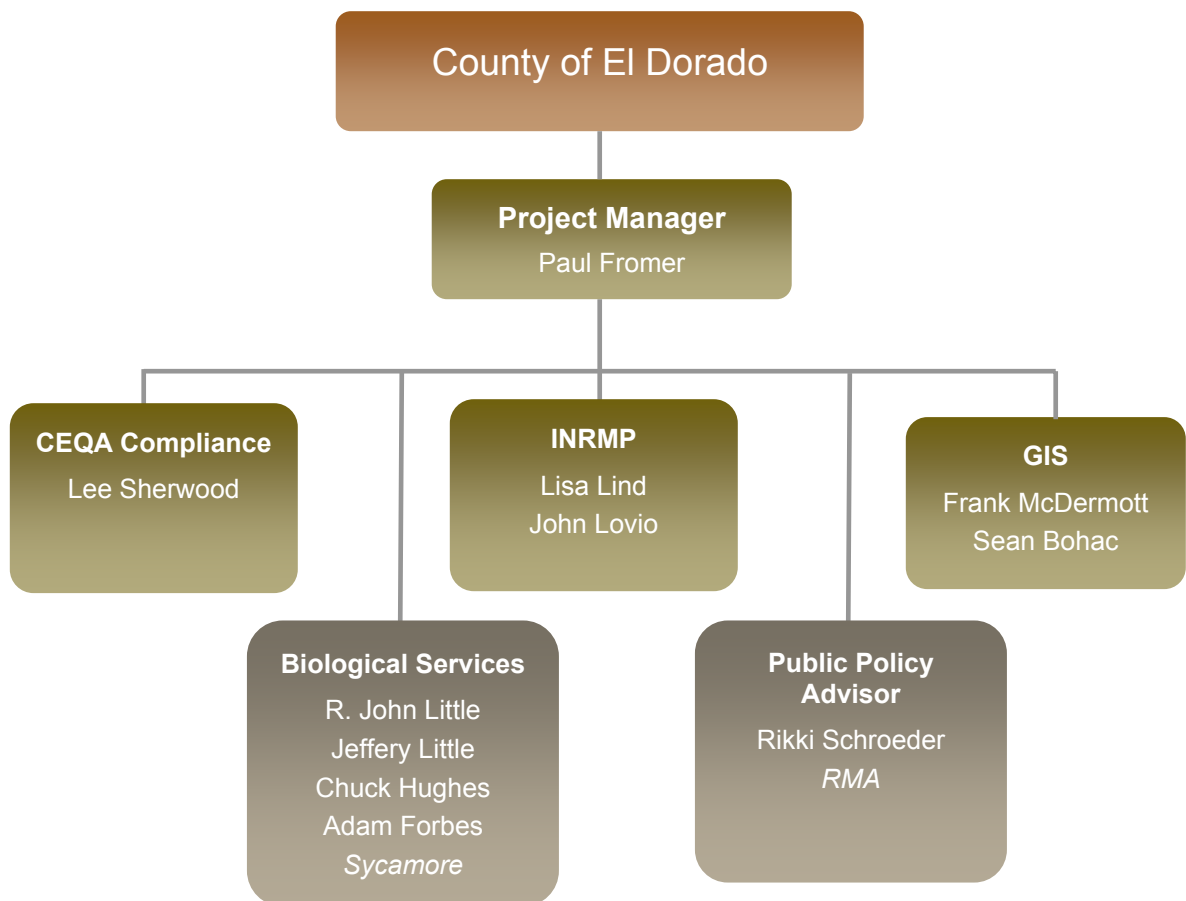 County of El Dorado
Project Manager
Paul Fromer
CEQA Compliance
Lee Sherwood
INRMP
Lisa Lind
John Lovio
GIS
Frank McDermott
Sean Bohac
Biological Services
R. John Little
Jeffery Little
Chuck Hughes
Adam Forbes
Sycamore
Public Policy
Advisor
Rikki Schroeder
RMA